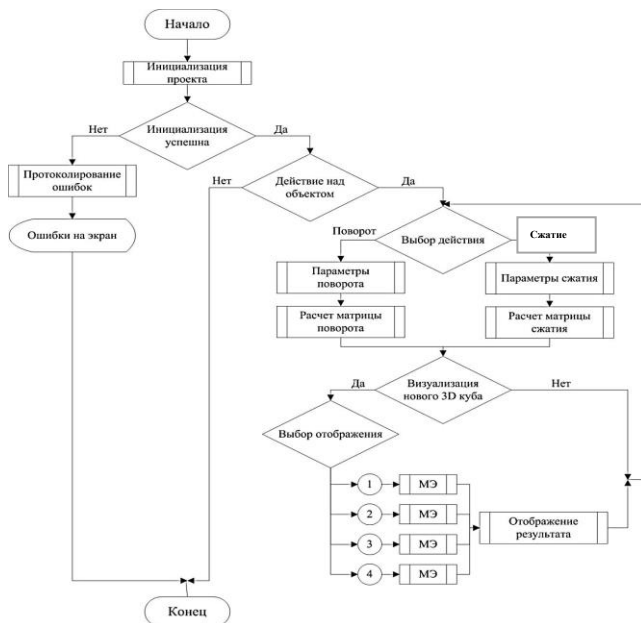 Начало
Инициализация
проекта
Инициализация
успешна
Нет
Да
Протоколирование
ошибок
Ошибки на экран
Нет
Действие над
объектом
Да
Поворот
Выбор действия
Сжатие
Параметры
поворота
Параметры сжатия
Расчет матрицы
поворота
Расчет матрицы
сжатия
Да
Визуализация
нового 3D куба
Нет
Выбор отображения
1
МЭ
2
МЭ
3
МЭ
4
МЭ
Отображение
результата
Конец